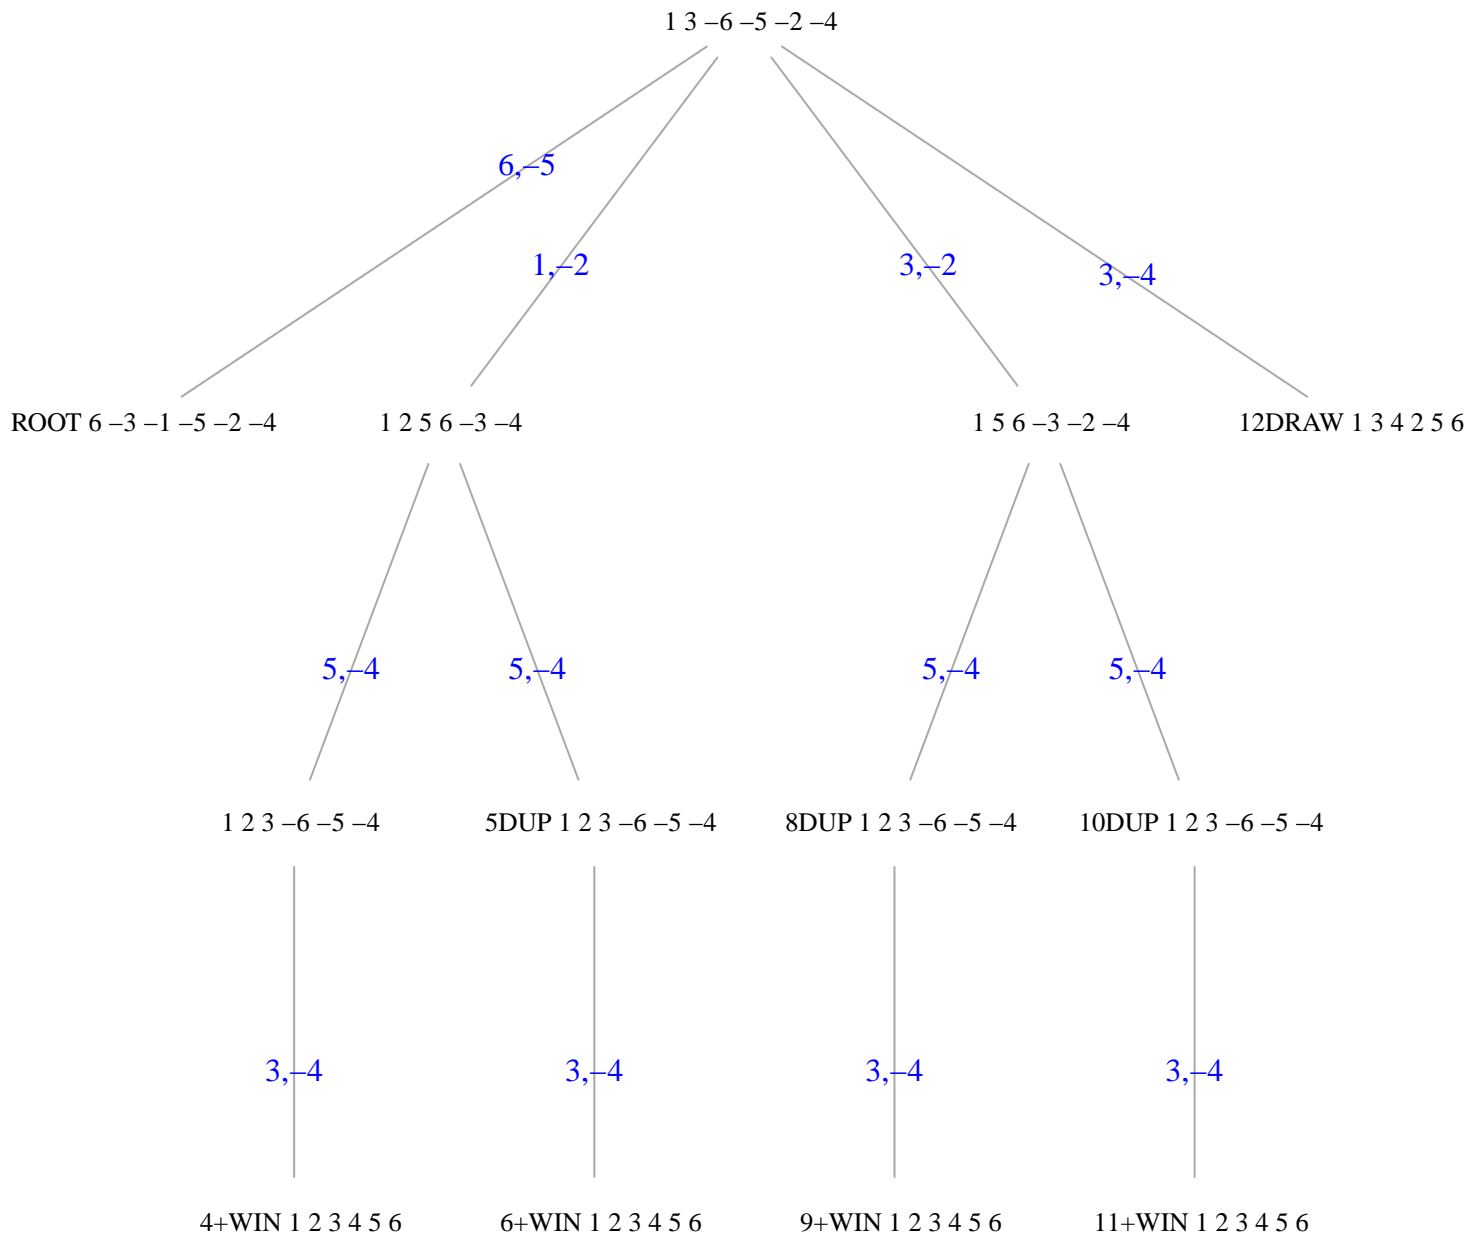 1 3 –6 –5 –2 –4
6,–5
1,–2
3,–2
3,–4
ROOT 6 –3 –1 –5 –2 –4
1 2 5 6 –3 –4
1 5 6 –3 –2 –4
12DRAW 1 3 4 2 5 6
5,–4
5,–4
5,–4
5,–4
1 2 3 –6 –5 –4
5DUP 1 2 3 –6 –5 –4
8DUP 1 2 3 –6 –5 –4
10DUP 1 2 3 –6 –5 –4
3,–4
3,–4
3,–4
3,–4
4+WIN 1 2 3 4 5 6
6+WIN 1 2 3 4 5 6
9+WIN 1 2 3 4 5 6
11+WIN 1 2 3 4 5 6